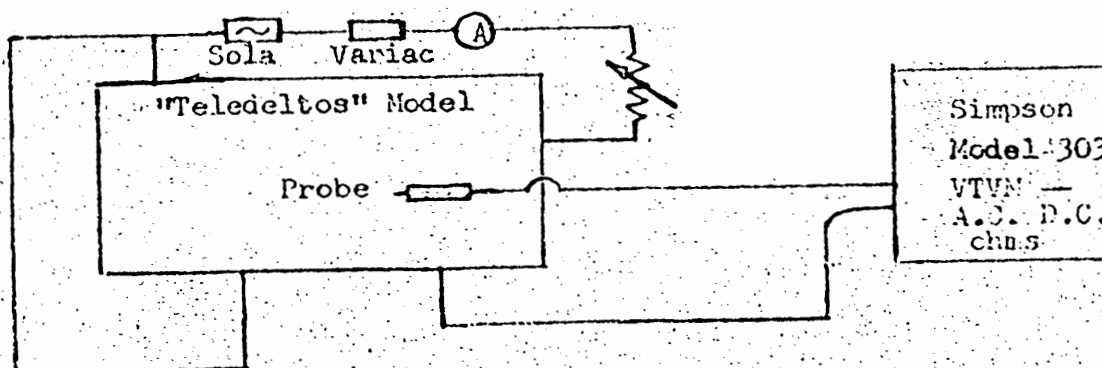 A
Sola Variac
"Teledeltos" Model
Probe
Simpson
Model 303
VTVM —
A.C. D.C.
ohms